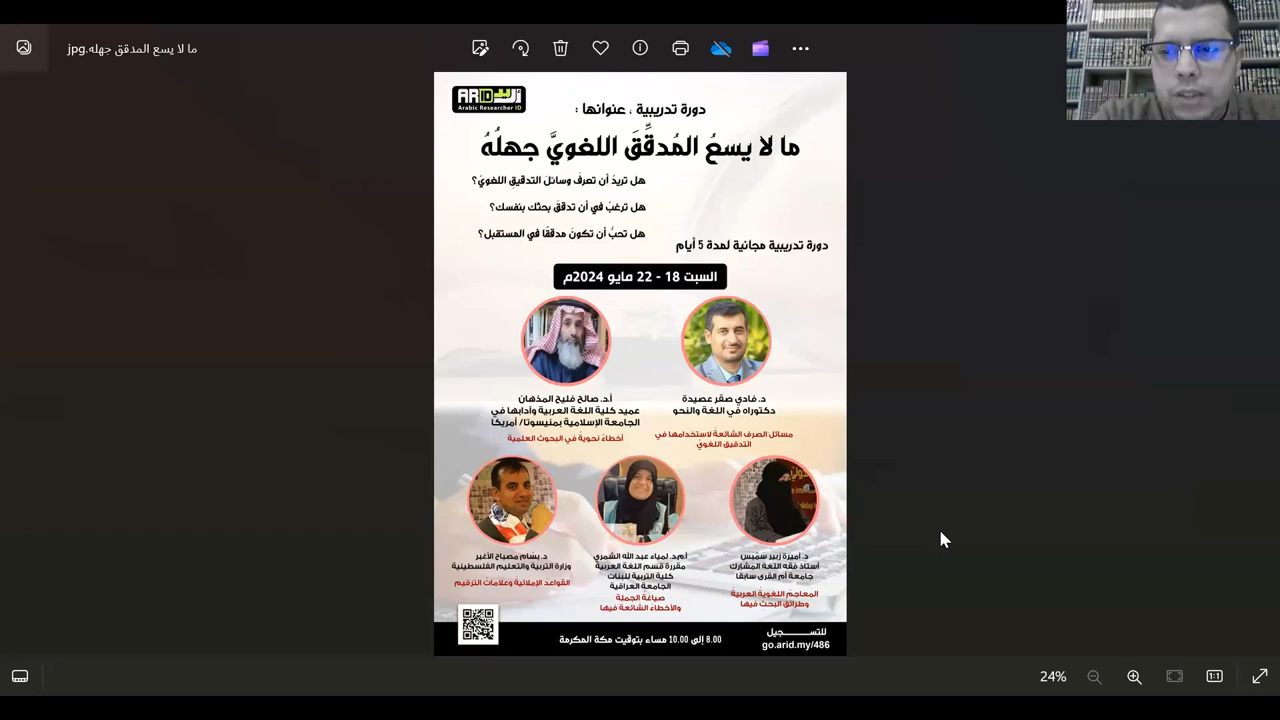 ما لا يسع المدقق جهله.jpg
ARID أريد
Arabic Researcher ID
دورة تدريبية ، عنوانها :
ما لا يسعُ المُدقِّقَ اللغويَّ جهلُهُ
هل تريدُ أن تعرفَ وسائلَ التدقيقِ اللغويِّ؟
هل ترغبُ في أن تدققَ بحثك بنفسك؟
هل تحبُّ أن تكونَ مدققًا في المستقبل؟
دورة تدريبية مجانية لمدة 5 أيام
السبت 18 - 22 مايو 2024م
د. فادي صقر عصيدة
دكتوراه في اللغة والنحو
مسائل الصرف الشائعةُ لاستخدامها في
التدقيق اللغوي
أ.د. صالح فليح المذهان
عميد كلية اللغة العربية وآدابها في
الجامعة الإسلامية بمنيسوتا/ أمريكا
أخطاءٌ نحويةٌ في البحوث العلمية
د. أميرة زبير سمبس
أستاذ فقه اللغة المشارك
جامعة أم القرى سابقا
المعاجم اللغوية العربية
وطرائق البحث فيها
أ.م.د. لمياء عبد الله الشمري
مقررة قسم اللغة العربية
كلية التربية للبنات
الجامعة العراقية
صياغة الجملة
والأخطاء الشائعة فيها
د. بسّام مصباح الأغبر
وزارة التربية والتعليم الفلسطينية
القواعد الإملائية وعلامات الترقيم
للتســـــجيل
go.arid.my/486
8.00 إلى 10.00 مساء بتوقيت مكة المكرمة
24%
1:1